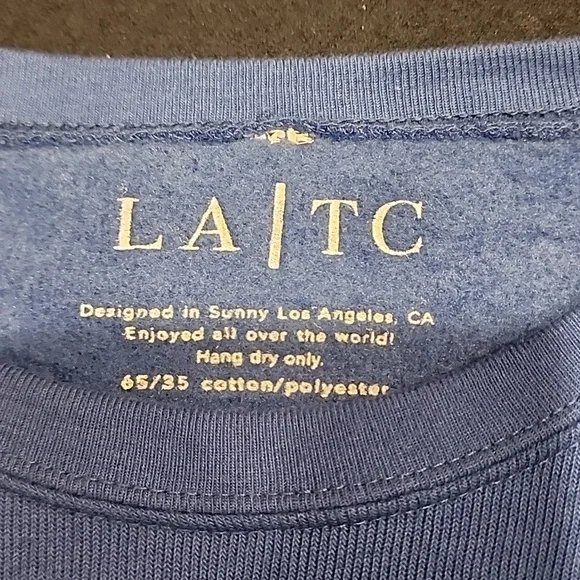 LA|TC
Designed in Sunny Los Angeles, CA
Enjoyed all over the world!
Hang dry only.
65/35 cotton/polyester